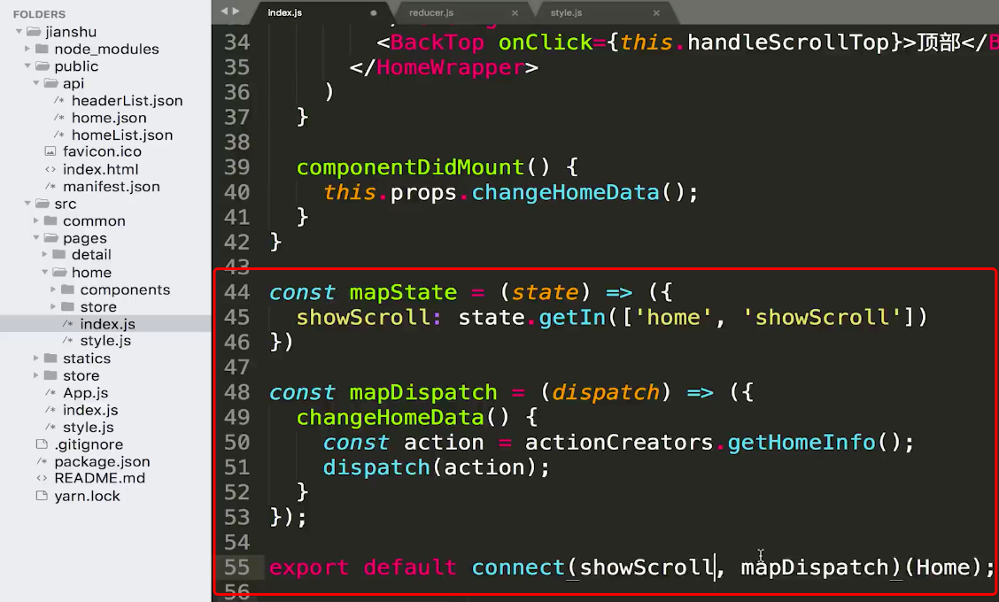 FOLDERS
jianshu
node_modules
public
api
headerList.json
home.json
homeList.json
favicon.ico
index.html
manifest.json
src
common
pages
detail
home
components
store
index.js
style.js
statics
store
App.js
index.js
style.js
.gitignore
package.json
README.md
yarn.lock
index.js
reducer.js
style.js
34 <BackTop onClick={this.handleScrollTop}>顶部</B
35 </HomeWrapper>
36 )
37 }
38
39 componentDidMount() {
40 this.props.changeHomeData();
41 }
42 }
43
44 const mapState = (state) => ({
45 showScroll: state.getIn(['home', 'showScroll'])
46 })
47
48 const mapDispatch = (dispatch) => ({
49 changeHomeData() {
50 const action = actionCreators.getHomeInfo();
51 dispatch(action);
52 }
53 });
54
55 export default connect(showScroll, mapDispatch)(Home);
56